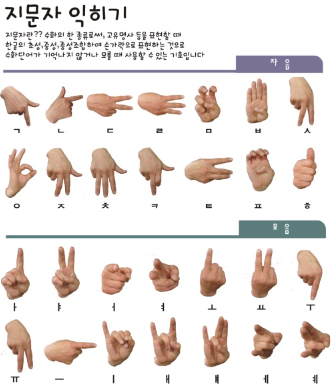 지문자 익히기
지문자란?? 수화의 한 종류로써, 고유명사 등을 표현할 때
한글의 초성,중성,종성조합하여 손가락으로 표현하는 것으로
수화단어가 기억나지 않거나 모를 때 사용할 수 있는 기호입니다
자 음
ㄱ ㄴ ㄷ ㄹ ㅁ ㅂ ㅅ
ㅇ ㅈ ㅊ ㅋ ㅌ ㅍ ㅎ
모 음
ㅏ ㅑ ㅓ ㅕ ㅗ ㅛ ㅜ
ㅠ ㅡ ㅣ ㅐ ㅒ ㅔ ㅖ